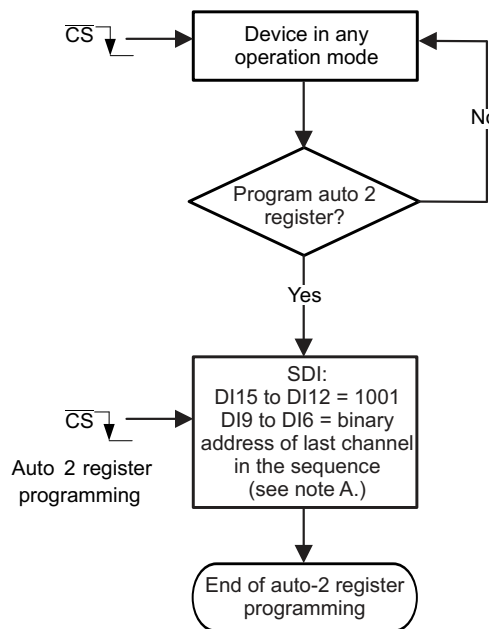 CS
Device in any
operation mode
No
Program auto 2
register?
Yes
SDI:
DI15 to DI12 = 1001
DI9 to DI6 = binary
address of last channel
in the sequence
(see note A.)
CS
Auto 2 register
programming
End of auto-2 register
programming